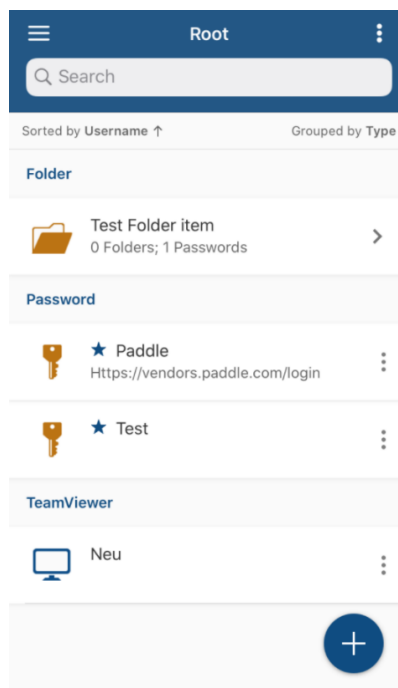 Root
Search
Sorted by Username ↑ Grouped by Type
Folder
Test Folder item
0 Folders; 1 Passwords
Password
★ Paddle
Https://vendors.paddle.com/login
★ Test
TeamViewer
Neu